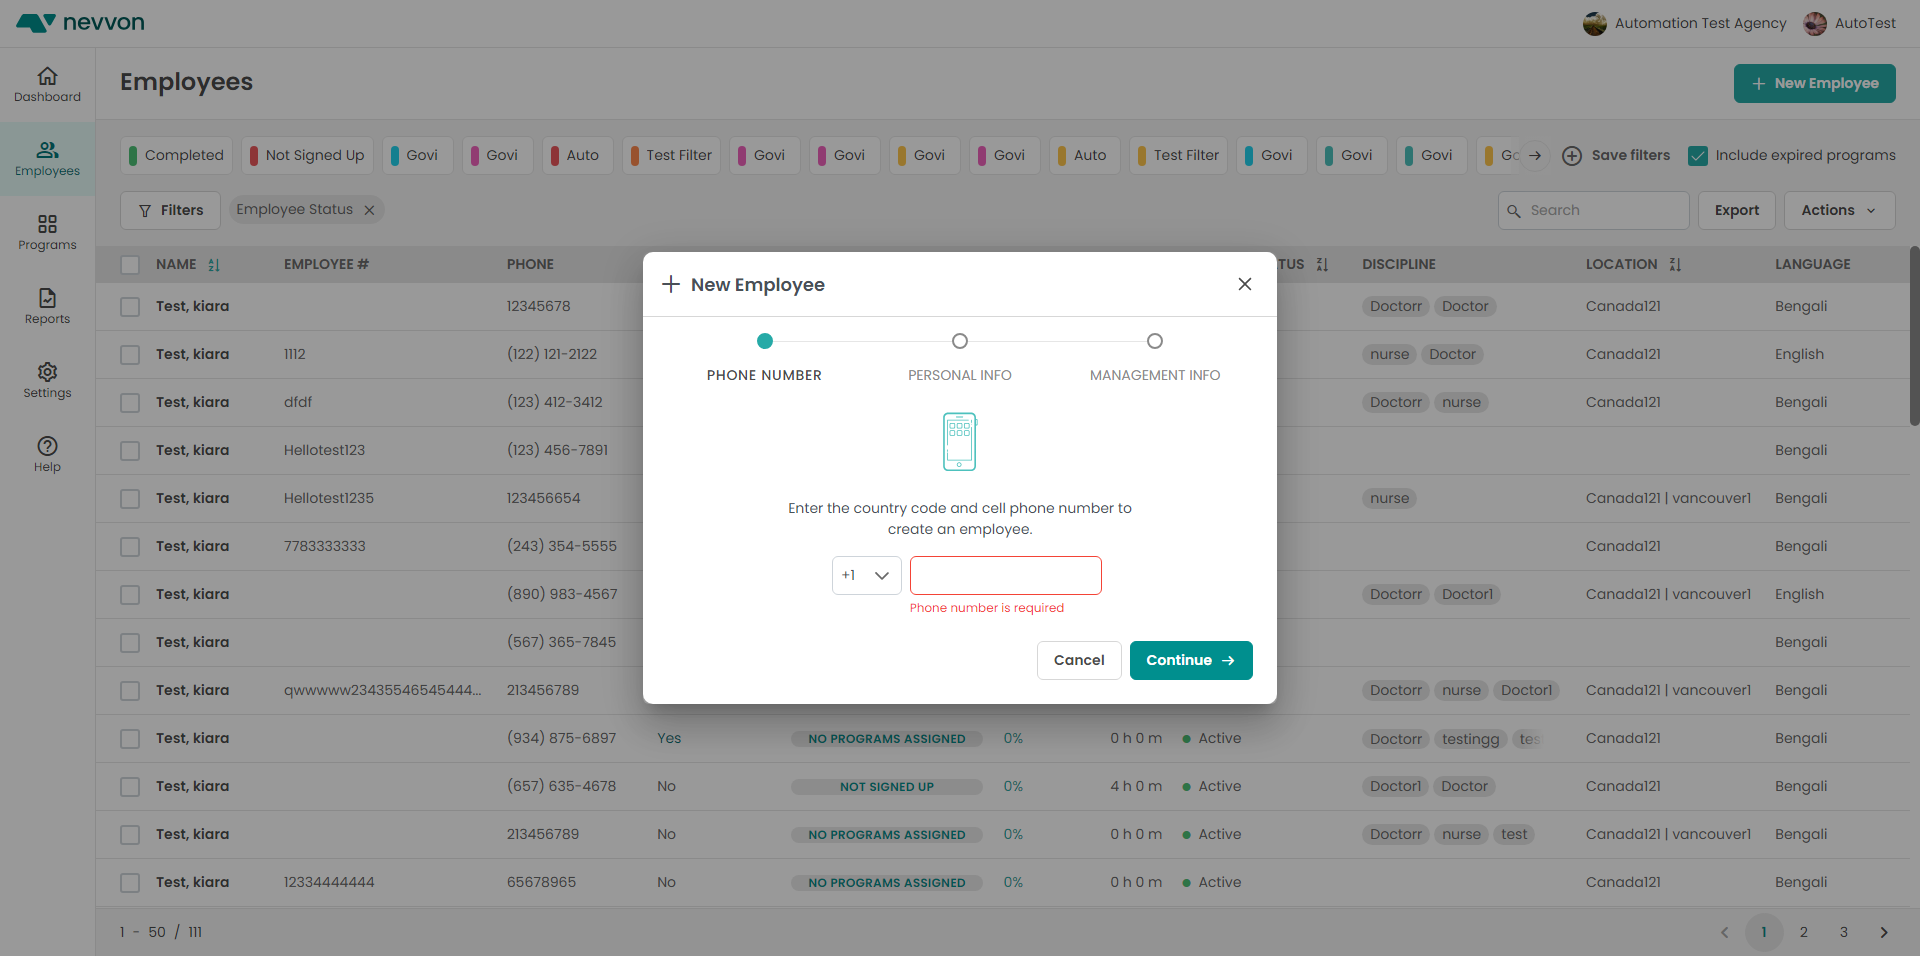 nevvon
Automation Test Agency AutoTest
Dashboard
Employees
Programs
Reports
Settings
Help
Employees
New Employee
Completed Not Signed Up Govi Govi Auto Test Filter Govi Govi Govi Govi Auto Test Filter Govi Govi Govi Save filters Include expired programs
Filters Employee Status Search Export Actions
NAME EMPLOYEE # PHONE DISCIPLINE LOCATION LANGUAGE
Test, kiara 12345678 Doctorr Doctor Canada121 Bengali
Test, kiara 1112 (122) 121-2122 nurse Doctor Canada121 English
Test, kiara dfdf (123) 412-3412 Doctorr nurse Canada121 Bengali
Test, kiara Hellotest123 (123) 456-7891 Bengali
Test, kiara Hellotest1235 123456654 nurse Canada121 | vancouver1 Bengali
Test, kiara 7783333333 (243) 354-5555 Canada121 Bengali
Test, kiara (890) 983-4567 Doctorr Doctor1 Canada121 | vancouver1 English
Test, kiara (567) 365-7845 Bengali
Test, kiara qwwwww23435546545444... 213456789 Doctorr nurse Doctor1 Canada121 | vancouver1 Bengali
Test, kiara (934) 875-6897 Yes NO PROGRAMS ASSIGNED 0% 0 h 0 m Active Doctorr testingg Canada121 Bengali
Test, kiara (657) 635-4678 No NOT SIGNED UP 0% 4 h 0 m Active Doctor1 Doctor Canada121 Bengali
Test, kiara 213456789 No NO PROGRAMS ASSIGNED 0% 0 h 0 m Active Doctorr nurse test Canada121 | vancouver1 Bengali
Test, kiara 12334444444 65678965 No NO PROGRAMS ASSIGNED 0% 0 h 0 m Active Canada121 Bengali
1 - 50 / 111 1 2 3
New Employee
PHONE NUMBER PERSONAL INFO MANAGEMENT INFO
Enter the country code and cell phone number to
create an employee.
+1
Phone number is required
Cancel Continue